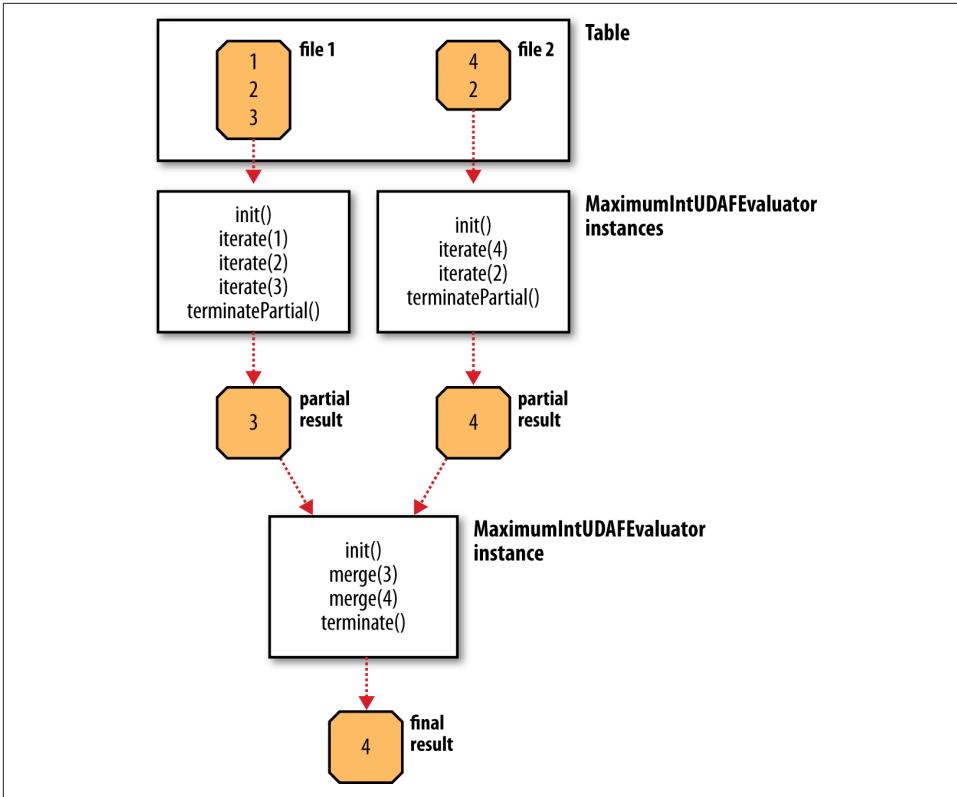 Table
file 1
1
2
3
file 2
4
2
MaximumIntUDAFEvaluator
instances
init()
iterate(1)
iterate(2)
iterate(3)
terminatePartial()
init()
iterate(4)
iterate(2)
terminatePartial()
3
partial
result
4
partial
result
MaximumIntUDAFEvaluator
instance
init()
merge(3)
merge(4)
terminate()
4
final
result